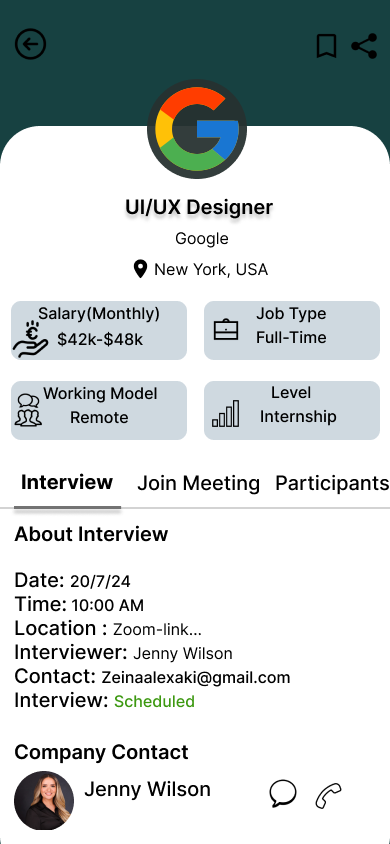 UI/UX Designer
Google
New York, USA
Salary(Monthly)
$42k-$48k
Job Type
Full-Time
Working Model
Remote
Level
Internship
Interview Join Meeting Participants
About Interview
Date: 20/7/24
Time: 10:00 AM
Location : Zoom-link...
Interviewer: Jenny Wilson
Contact: Zeinaalexaki@gmail.com
Interview: Scheduled
Company Contact
Jenny Wilson